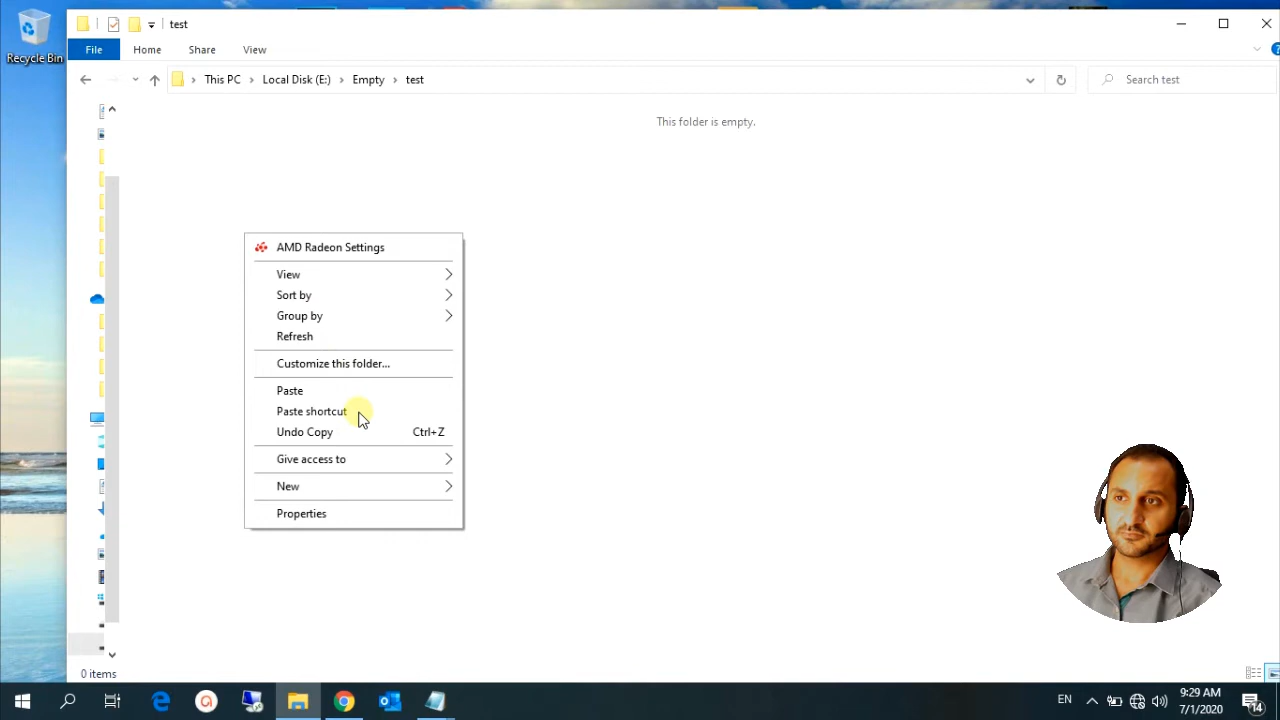 Recycle Bin
test
File Home Share View
This PC Local Disk (E:) Empty test
Search test
This folder is empty.
AMD Radeon Settings
View
Sort by
Group by
Refresh
Customize this folder...
Paste
Paste shortcut
Undo Copy Ctrl+Z
Give access to
New
Properties
0 items
EN
9:29 AM
7/1/2020
14